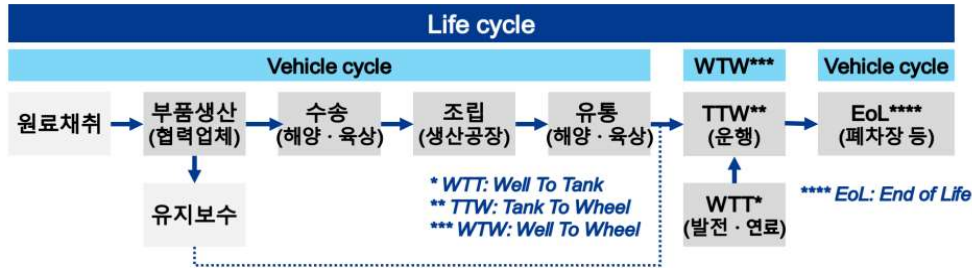 Life cycle
Vehicle cycle
WTW***
Vehicle cycle
원료채취
부품생산
(협력업체)
수송
(해양 · 육상)
조립
(생산공장)
유통
(해양 · 육상)
TTW**
(운행)
EoL****
(폐차장 등)
유지보수
* WTT: Well To Tank
** TTW: Tank To Wheel
*** WTW: Well To Wheel
WTT*
(발전 · 연료)
**** EoL: End of Life